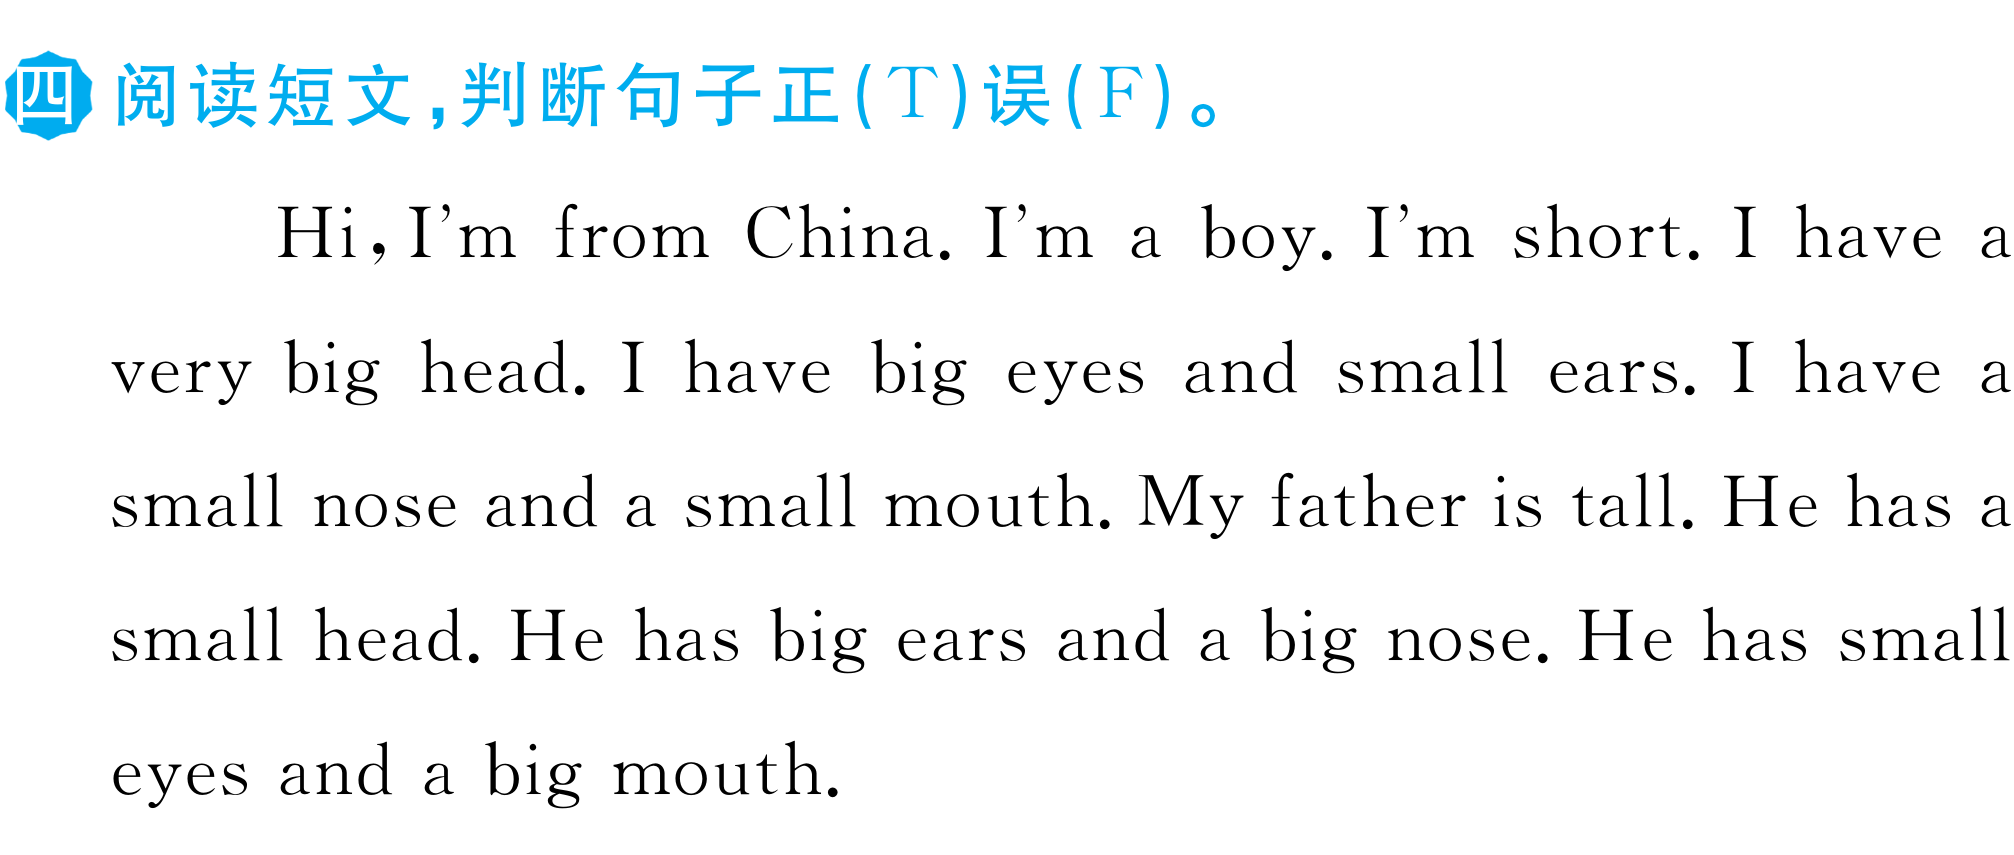 四 阅读短文,判断句子正(T)误(F)。
Hi, I'm from China. I'm a boy. I'm short. I have a
very big head. I have big eyes and small ears. I have a
small nose and a small mouth. My father is tall. He has a
small head. He has big ears and a big nose. He has small
eyes and a big mouth.